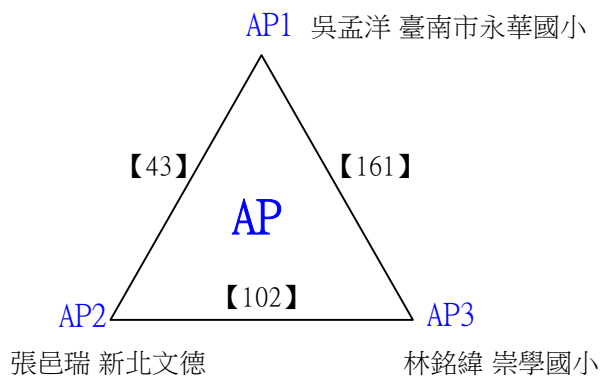 AP1 吳孟洋 臺南市永華國小
【43】 【161】
AP
【102】
AP2 AP3
張邑瑞 新北文德 林銘緯 崇學國小